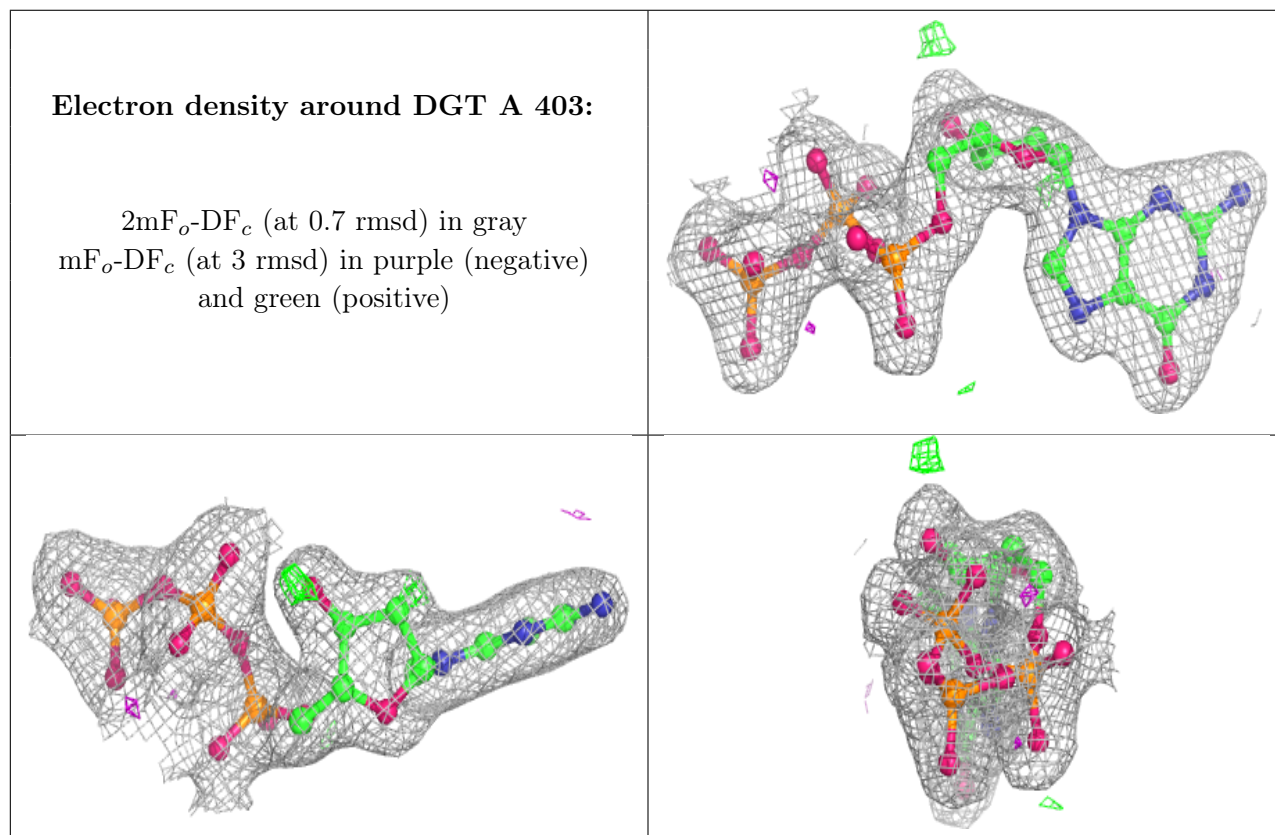 Electron density around DGT A 403:
2mFₒ-DF𝑐 (at 0.7 rmsd) in gray
mFₒ-DF𝑐 (at 3 rmsd) in purple (negative)
and green (positive)